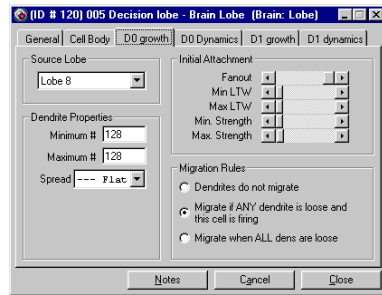 (ID # 120) 005 Decision lobe - Brain Lobe (Brain: Lobe)
General Cell Body D0 growth D0 Dynamics D1 growth D1 dynamics
Source Lobe
Lobe 8
Dendrite Properties
Minimum # 128
Maximum # 128
Spread --- Flat
Initial Attachment
Fanout
Min LTW
Max LTW
Min. Strength
Max. Strength
Migration Rules
Dendrites do not migrate
Migrate if ANY dendrite is loose and
this cell is firing
Migrate when ALL dens are loose
Notes Cancel Close